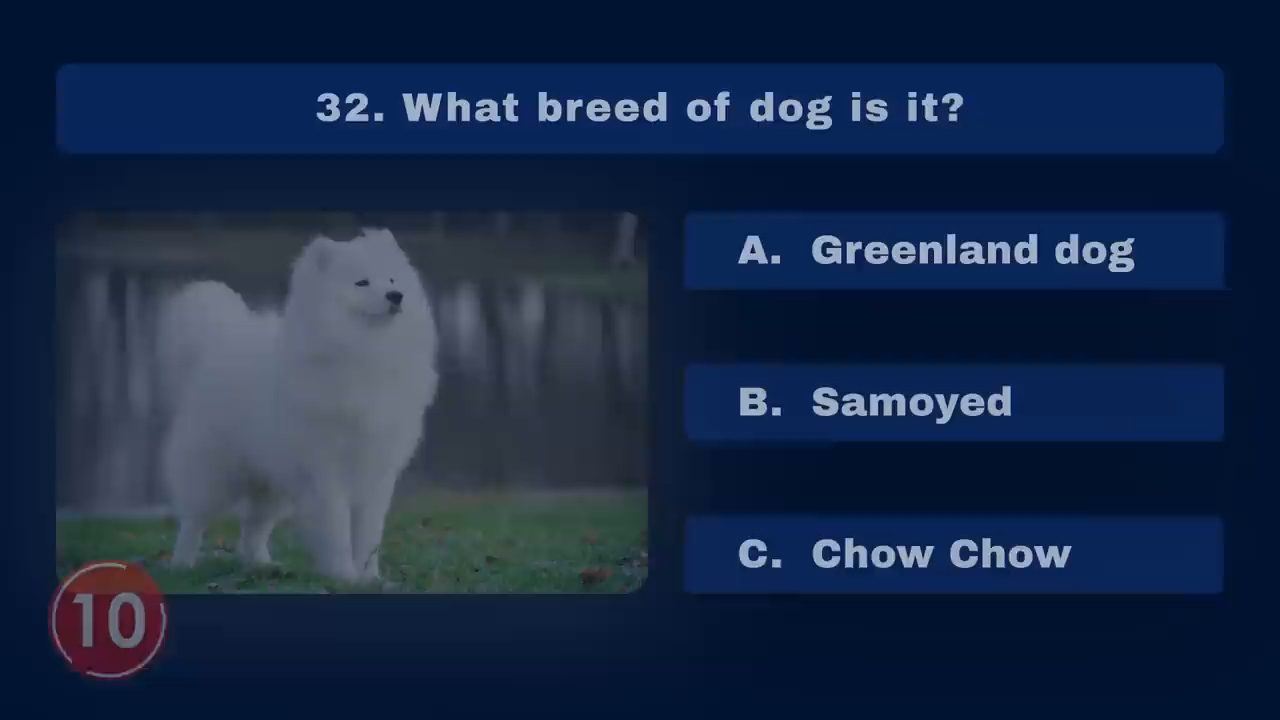 32. What breed of dog is it?
A. Greenland dog
B. Samoyed
C. Chow Chow
10